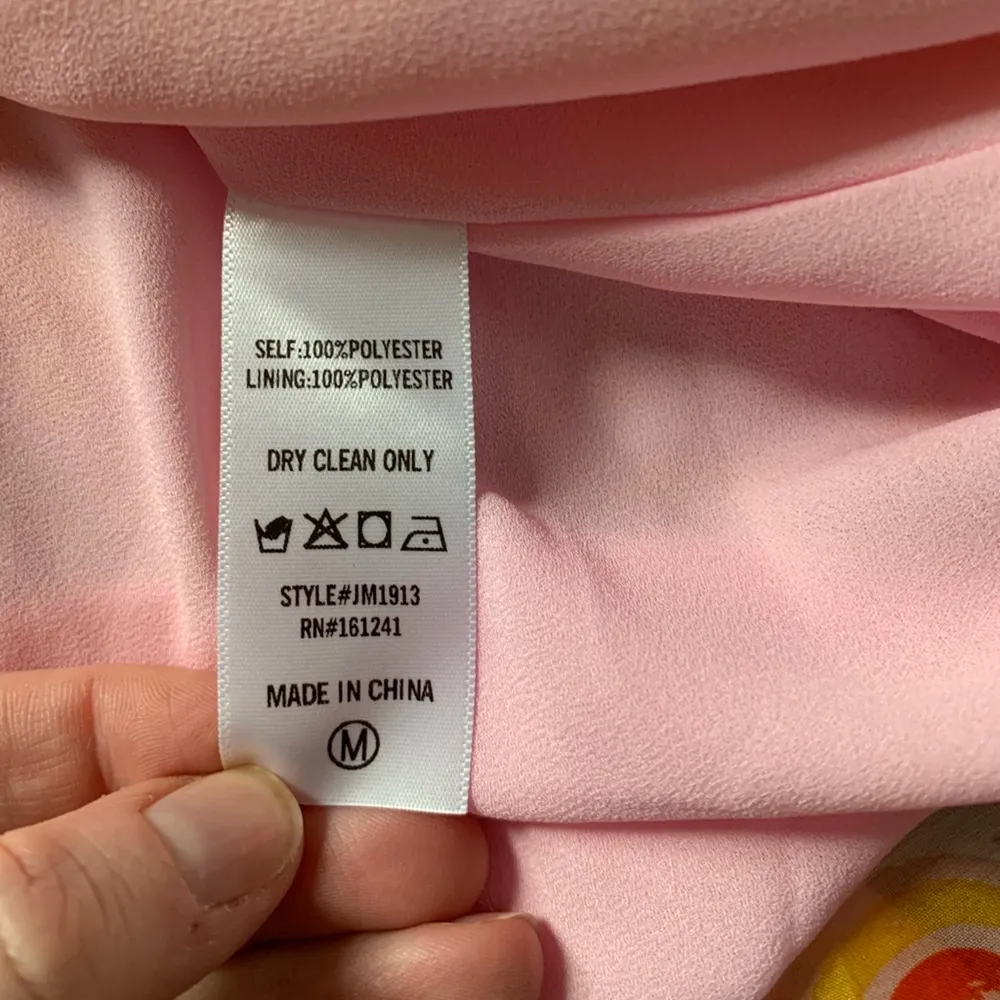 SELF:100%POLYESTER
LINING:100%POLYESTER
DRY CLEAN ONLY
STYLE#JM1913
RN#161241
MADE IN CHINA
M